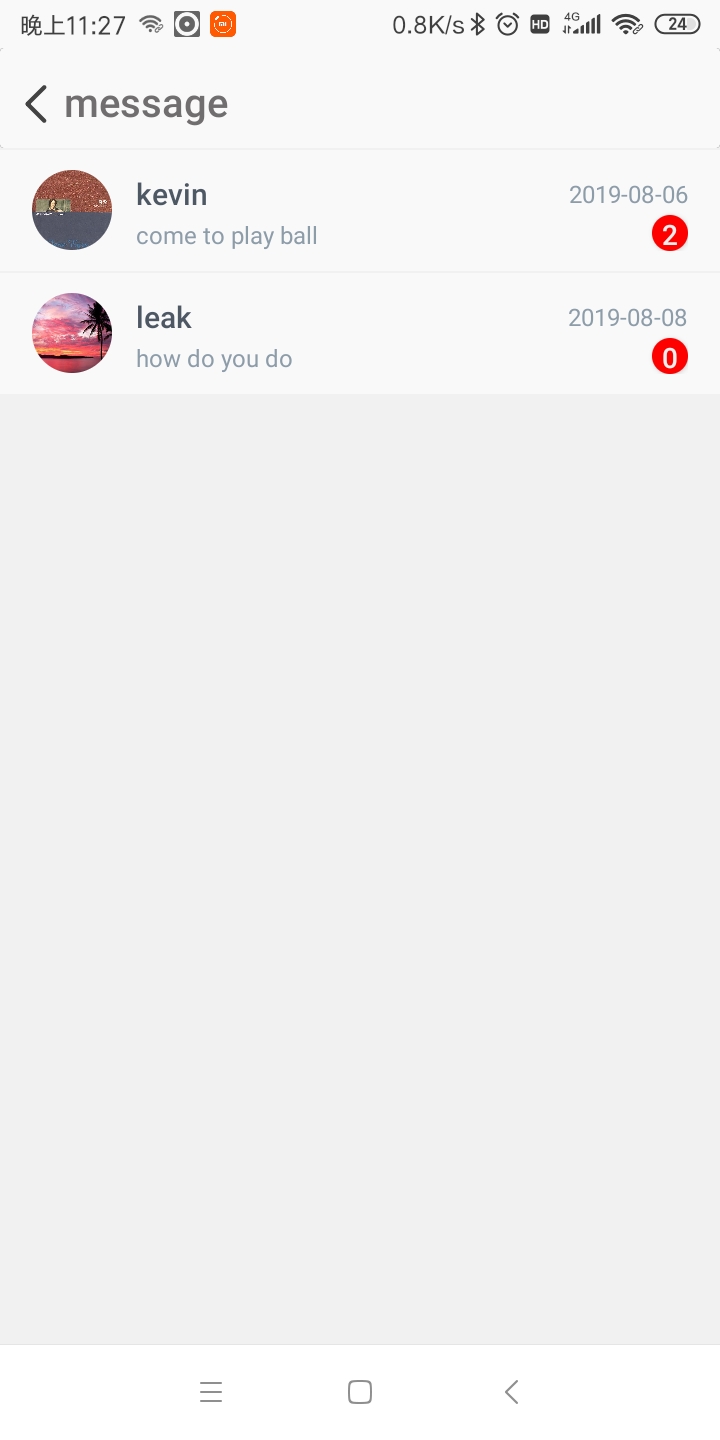 晚上11:27 0.8K/s HD 4G 24
message
kevin 2019-08-06
come to play ball 2
leak 2019-08-08
how do you do 0